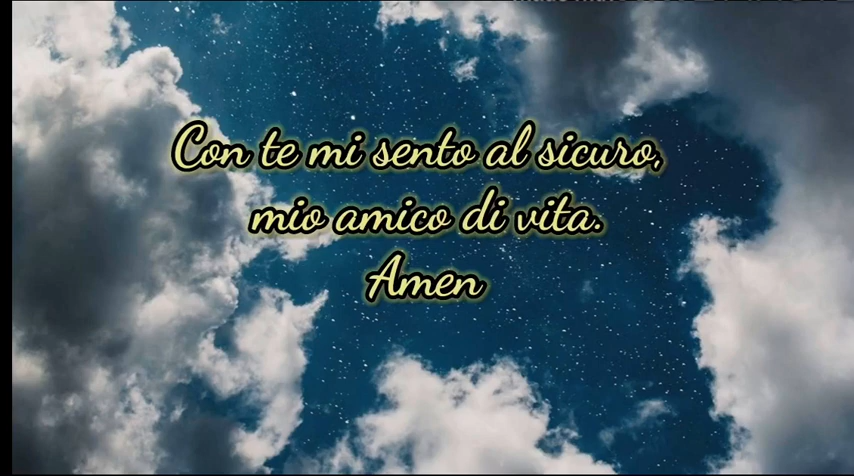 Con te mi sento al sicuro,
mio amico di vita.
Amen